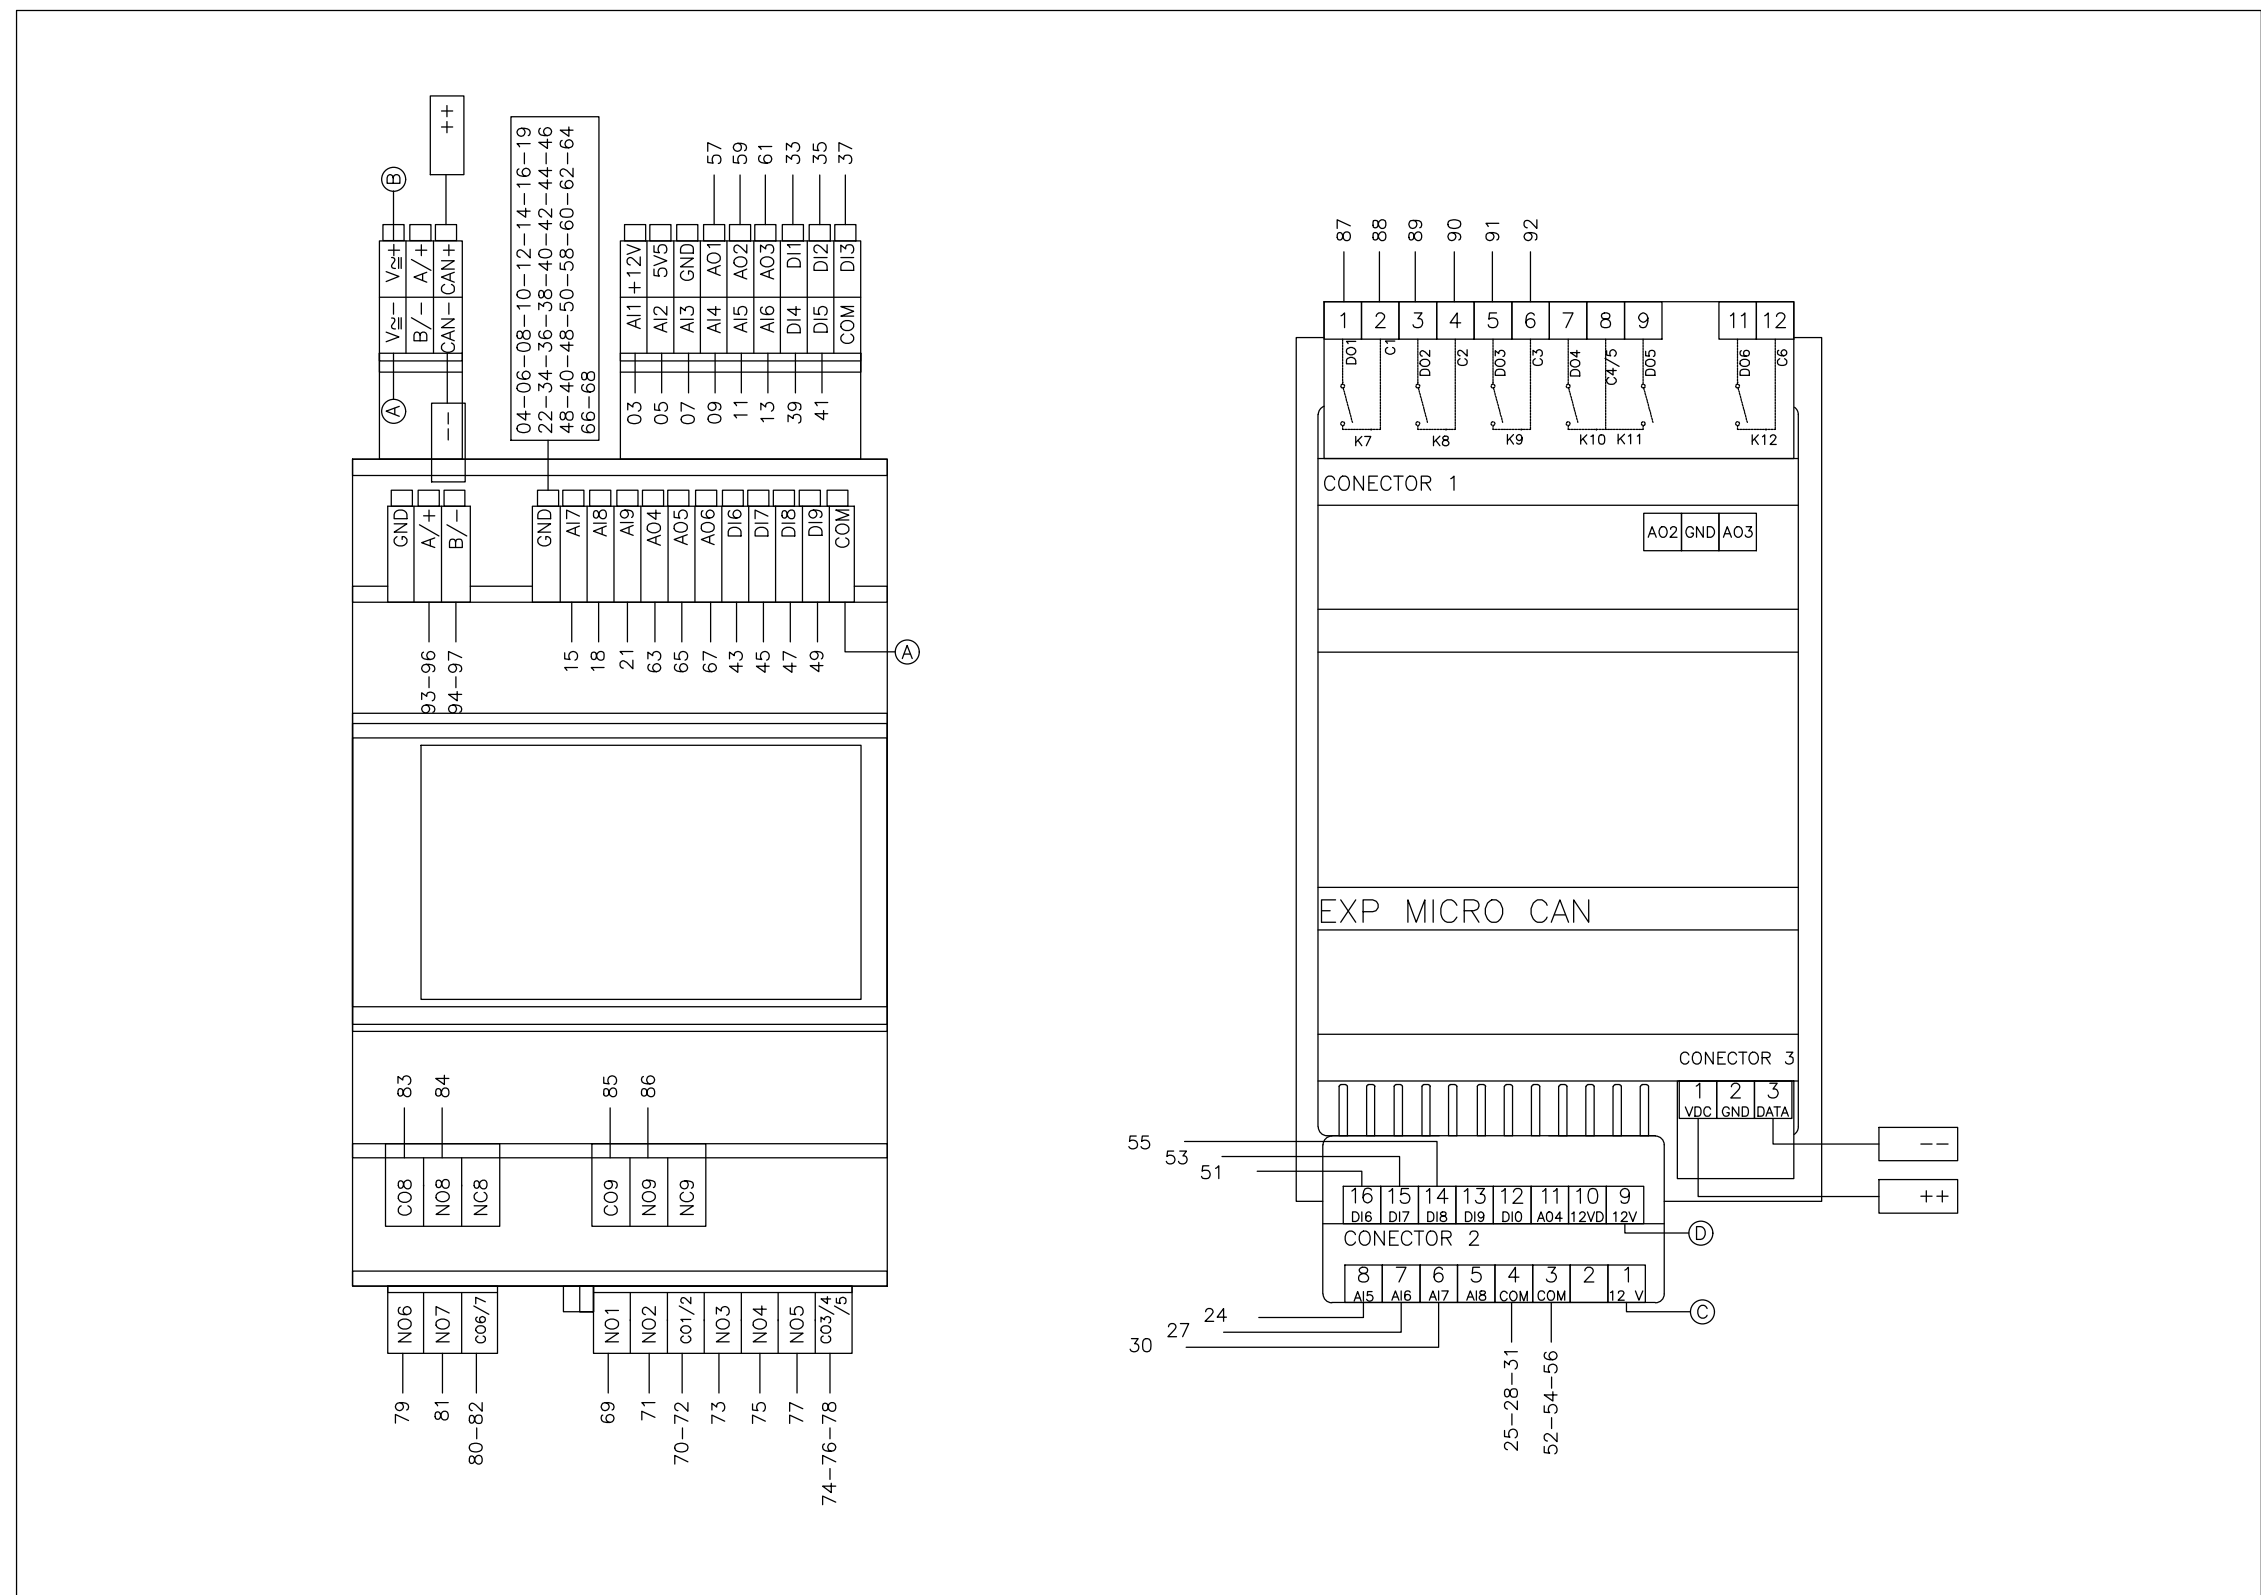 ++
B
V≅+
A/+
CAN+
V≅-
B/-
CAN-
A
--
04-06-08-10-12-14-16-19
22-34-36-38-40-42-44-46
48-40-48-50-58-60-62-64
66-68
57
59
61
33
35
37
+12V
5V5
GND
AO1
AO2
AO3
DI1
DI2
DI3
AI1
AI2
AI3
AI4
AI5
AI6
DI4
DI5
COM
03
05
07
09
11
13
39
41
GND
A/+
B/-
GND
AI7
AI8
AI9
AO4
AO5
AO6
DI6
DI7
DI8
DI9
COM
93-96
94-97
15
18
21
63
65
67
43
45
47
49
A
83
84
85
86
CO8
NO8
NC8
CO9
NO9
NC9
NO6
NO7
CO6/7
NO1
NO2
CO1/2
NO3
NO4
NO5
CO3/4
/5
79
81
80-82
69
71
70-72
73
75
77
74-76-78
87
88
89
90
91
92
1 2 3 4 5 6 7 8 9 11 12
DO1
C1
DO2
C2
DO3
C3
DO4
C4/5
DO5
DO6
C6
K7 K8 K9 K10 K11 K12
CONECTOR 1
AO2 GND AO3
EXP MICRO CAN
CONECTOR 3
1 2 3
VDC GND DATA
--
++
55
53
51
16 15 14 13 12 11 10 9
DI6 DI7 DI8 DI9 DI0 AO4 12VD 12V
D
CONECTOR 2
8 7 6 5 4 3 2 1
AI5 AI6 AI7 AI8 COM COM 12 V
C
24
27
30
25-28-31
52-54-56